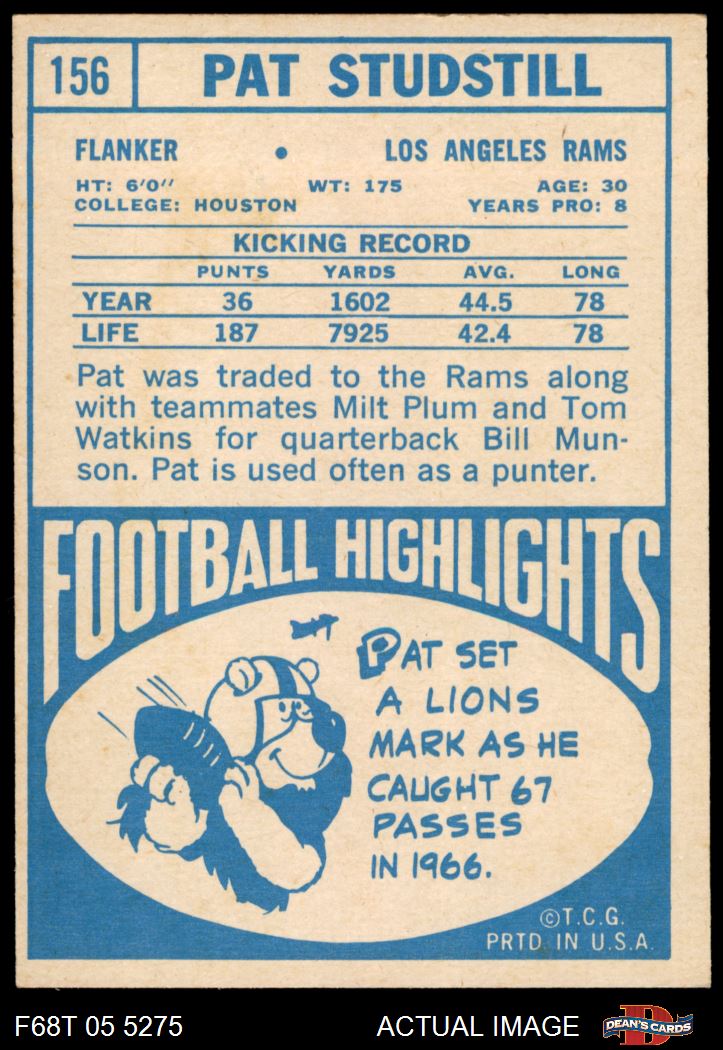 156 PAT STUDSTILL
FLANKER • LOS ANGELES RAMS
HT: 6'0" WT: 175 AGE: 30
COLLEGE: HOUSTON YEARS PRO: 8
KICKING RECORD
PUNTS YARDS AVG. LONG
YEAR 36 1602 44.5 78
LIFE 187 7925 42.4 78
Pat was traded to the Rams along
with teammates Milt Plum and Tom
Watkins for quarterback Bill Mun-
son. Pat is used often as a punter.
FOOTBALL HIGHLIGHTS
PAT SET
A LIONS
MARK AS HE
CAUGHT 67
PASSES
IN 1966.
©T.C.G.
PRTD. IN U.S.A.
F68T 05 5275 ACTUAL IMAGE D DEAN'S CARDS